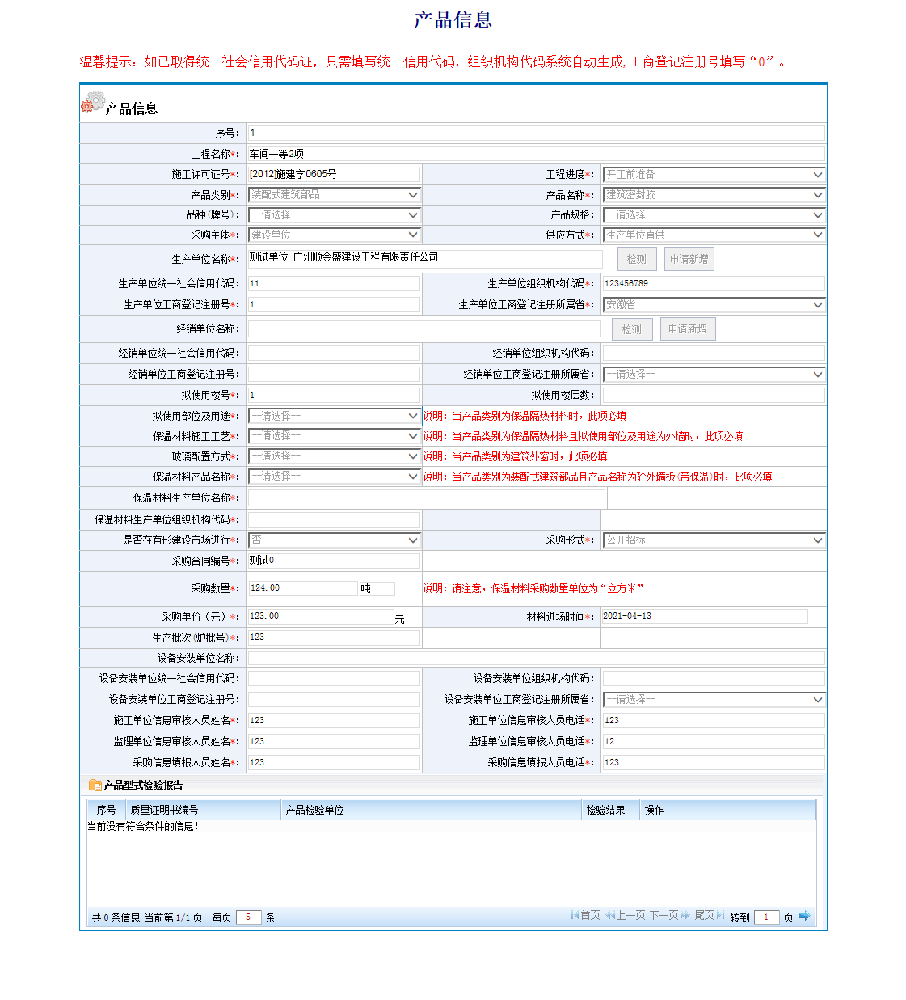 产品信息
温馨提示：如已取得统一社会信用代码证，只需填写统一信用代码，组织机构代码系统自动生成,工商登记注册号填写“0”。
产品信息
序号： 1
工程名称*： 车间一等2项
施工许可证号*： [2012]施建字0605号 工程进度*： 开工前准备
产品类别*： 装配式建筑部品 产品名称*： 建筑密封胶
品种(牌号)： --请选择-- 产品规格： --请选择--
采购主体*： 建设单位 供应方式*： 生产单位直供
生产单位名称*： 测试单位-广州顺金盛建设工程有限责任公司 检测 申请新增
生产单位统一社会信用代码： 11 生产单位组织机构代码*： 123456789
生产单位工商登记注册号*： 1 生产单位工商登记注册所属省*： 安徽省
经销单位名称： 检测 申请新增
经销单位统一社会信用代码： 经销单位组织机构代码：
经销单位工商登记注册号： 经销单位工商登记注册所属省： --请选择--
拟使用楼号*： 1 拟使用楼层数：
拟使用部位及用途*： --请选择-- 说明：当产品类别为保温隔热材料时，此项必填
保温材料施工工艺*： --请选择-- 说明：当产品类别为保温隔热材料且拟使用部位及用途为外墙时，此项必填
玻璃配置方式*： --请选择-- 说明：当产品类别为建筑外窗时，此项必填
保温材料产品名称*： --请选择-- 说明：当产品类别为装配式建筑部品且产品名称为砼外墙板(带保温)时，此项必填
保温材料生产单位名称*：
保温材料生产单位组织机构代码*：
是否在有形建设市场进行*： 否 采购形式*： 公开招标
采购合同编号*： 测试0
采购数量*： 124.00 吨 说明：请注意，保温材料采购数量单位为“立方米”
采购单价（元）*： 123.00 元 材料进场时间*： 2021-04-13
生产批次(炉批号)*： 123
设备安装单位名称：
设备安装单位统一社会信用代码： 设备安装单位组织机构代码：
设备安装单位工商登记注册号： 设备安装单位工商登记注册所属省： --请选择--
施工单位信息审核人员姓名*： 123 施工单位信息审核人员电话*： 123
监理单位信息审核人员姓名*： 123 监理单位信息审核人员电话*： 12
采购信息填报人员姓名*： 123 采购信息填报人员电话*： 123
产品型式检验报告
序号 质量证明书编号 产品检验单位 检验结果 操作
当前没有符合条件的信息!
共0条信息 当前第1/1页 每页 5 条 首页 上一页 下一页 尾页 转到 1 页